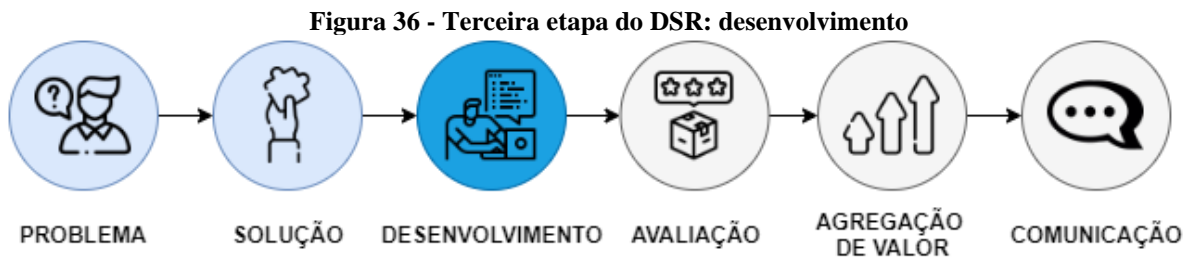 Figura 36 - Terceira etapa do DSR: desenvolvimento
?
PROBLEMA
SOLUÇÃO
DESENVOLVIMENTO
AVALIAÇÃO
AGREGAÇÃO
DE VALOR
COMUNICAÇÃO